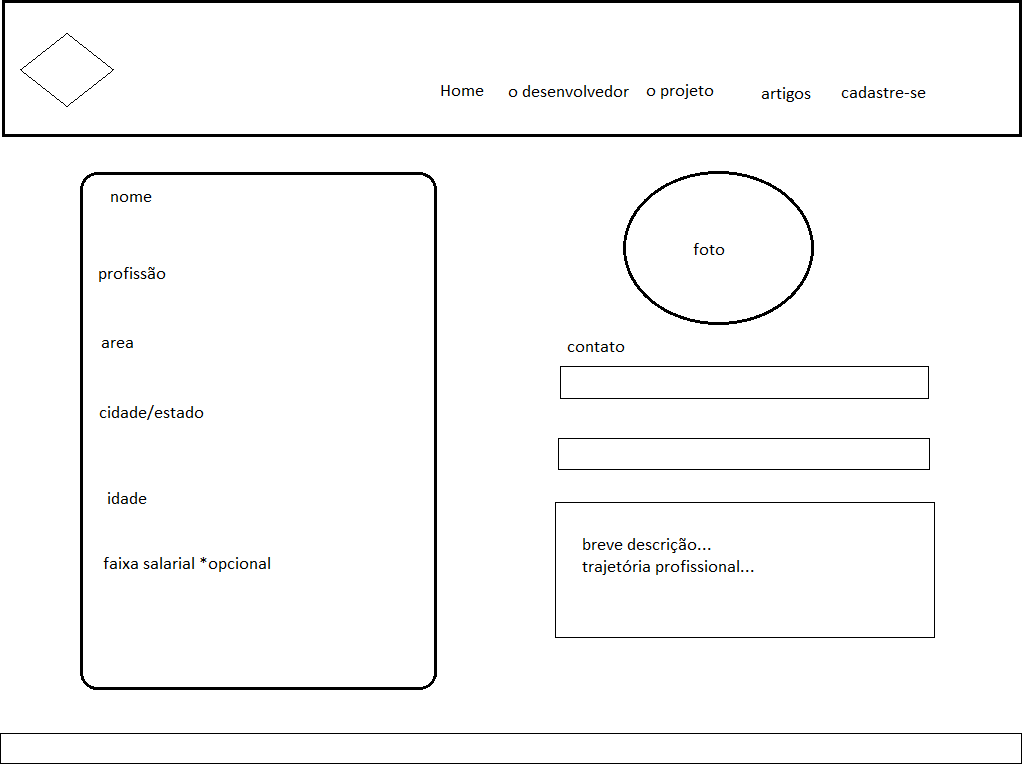 Home o desenvolvedor o projeto artigos cadastre-se
nome
profissão
area
cidade/estado
idade
faixa salarial *opcional
foto
contato
breve descrição...
trajetória profissional...